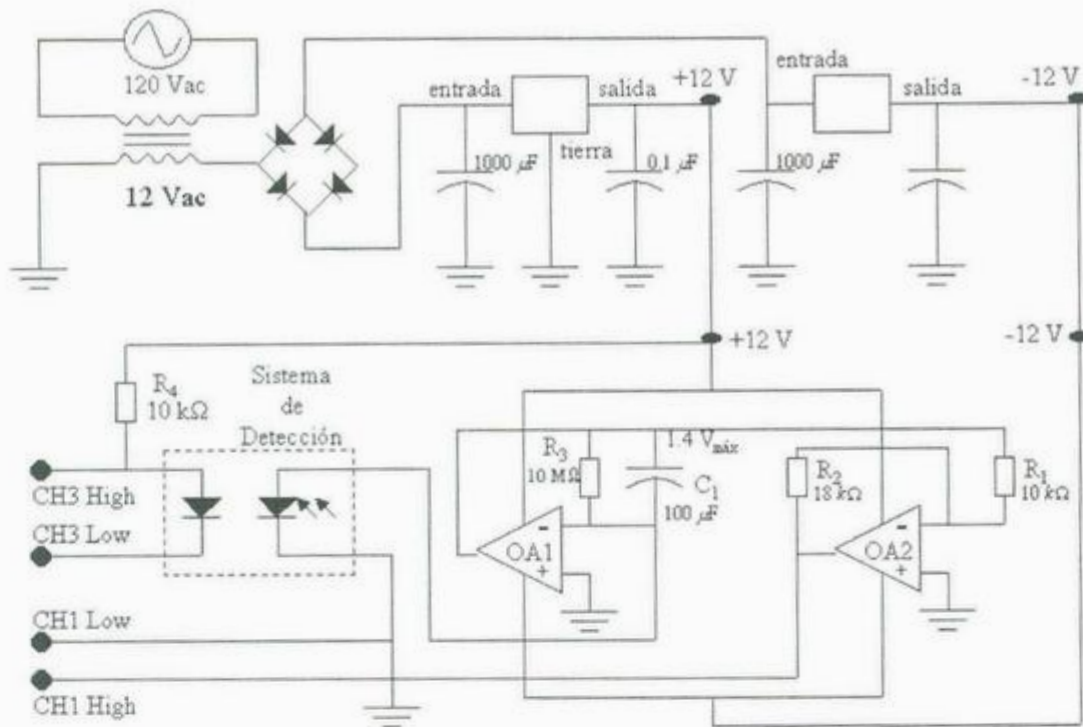 120 Vac
12 Vac
entrada
salida
tierra
1000 µF
0,1 µF
+12 V
entrada
salida
1000 µF
-12 V
+12 V
-12 V
R4
10 kΩ
Sistema
de
Detección
CH3 High
CH3 Low
CH1 Low
CH1 High
R3
10 MΩ
1.4 Vmáx
C1
100 µF
-
OA1
+
R2
18 kΩ
R1
10 kΩ
-
OA2
+